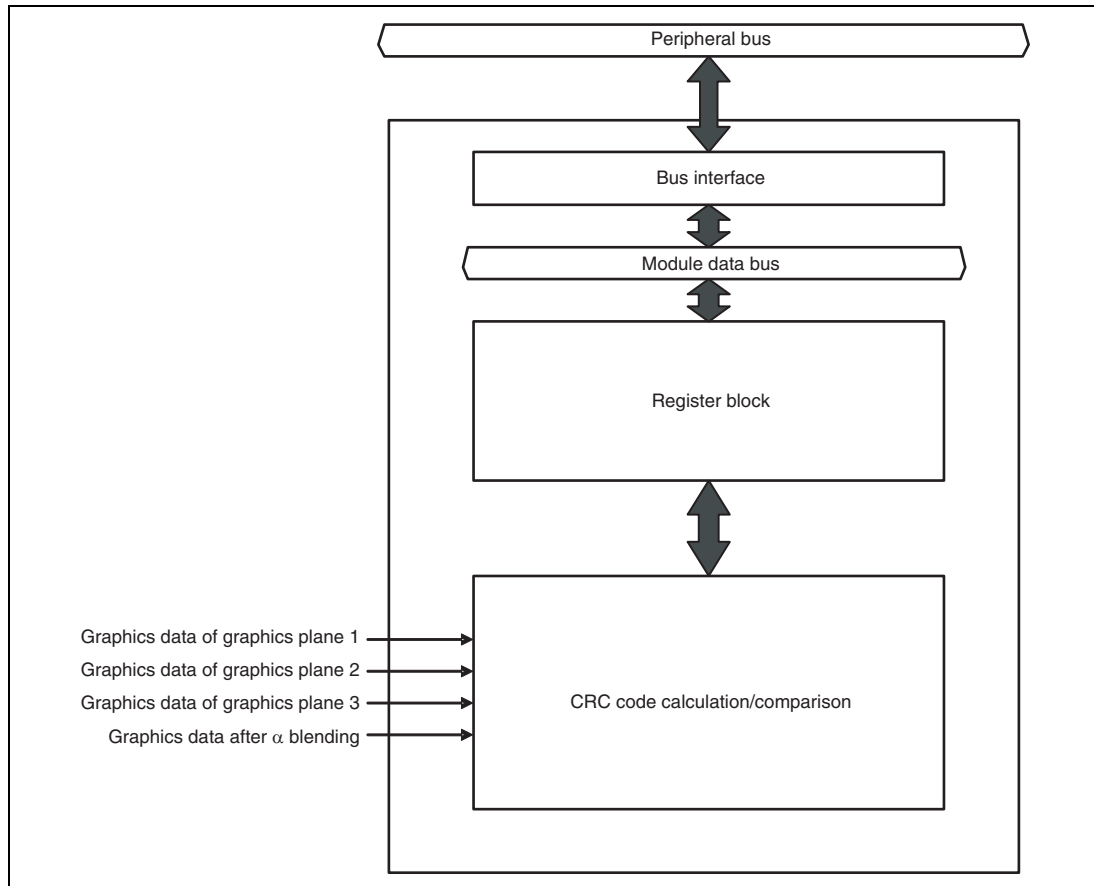 Peripheral bus
Bus interface
Module data bus
Register block
Graphics data of graphics plane 1
Graphics data of graphics plane 2
Graphics data of graphics plane 3
Graphics data after α blending
CRC code calculation/comparison